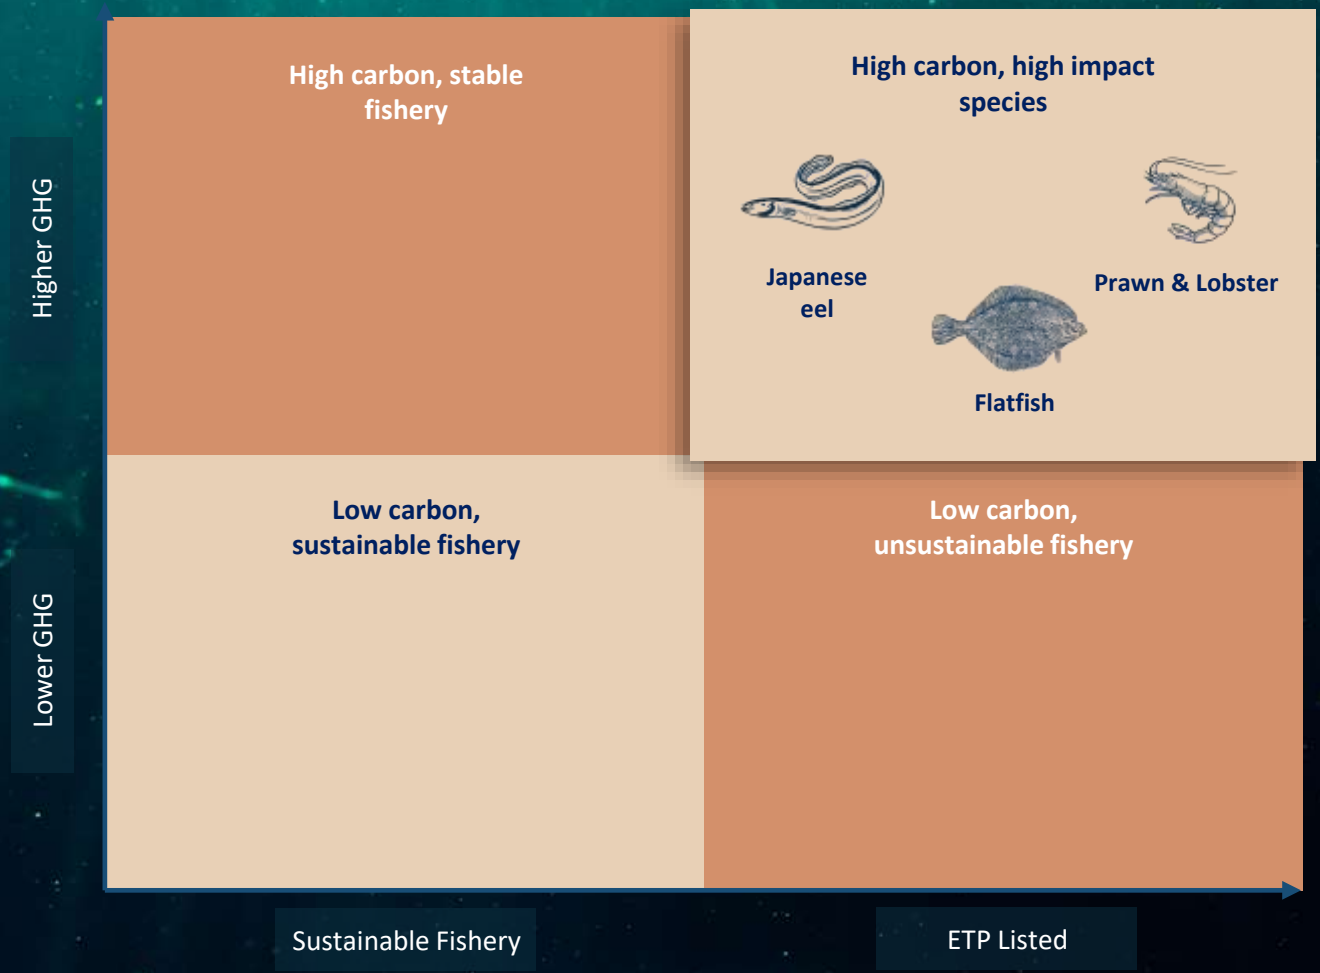 High carbon, stable
fishery
High carbon, high impact
species
Japanese
eel
Prawn & Lobster
Flatfish
Higher GHG
Low carbon,
sustainable fishery
Low carbon,
unsustainable fishery
Lower GHG
Sustainable Fishery
ETP Listed